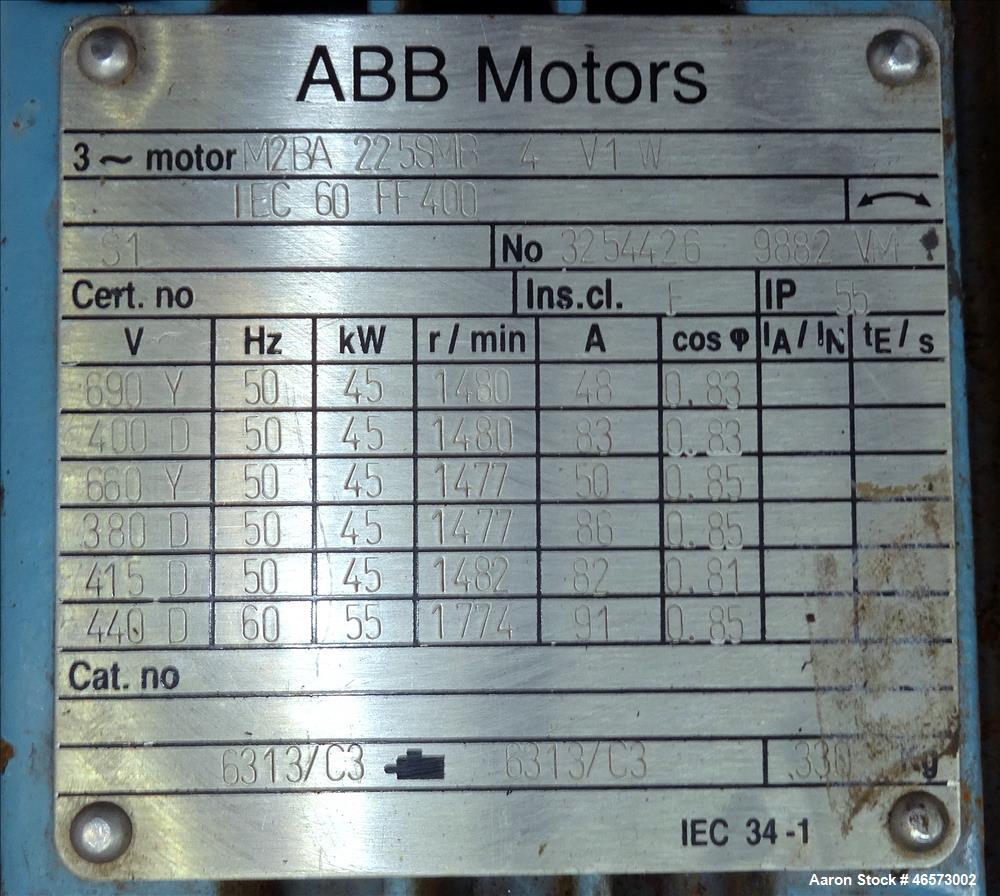 ABB Motors
3 ~ motor M2BA 225SMB 4 V1 W
IEC 60 FF 400
S1 No 3254426 9882 VM
Cert. no Ins.cl. F IP 55
V Hz kW r / min A cos φ IA / IN tE / s
690 Y 50 45 1480 48 0.83
400 D 50 45 1480 83 0.83
660 Y 50 45 1477 50 0.85
380 D 50 45 1477 86 0.85
415 D 50 45 1482 82 0.81
440 D 60 55 1774 91 0.85
Cat. no
6313/C3 6313/C3 330 kg
IEC 34-1
Aaron Stock # 46573002